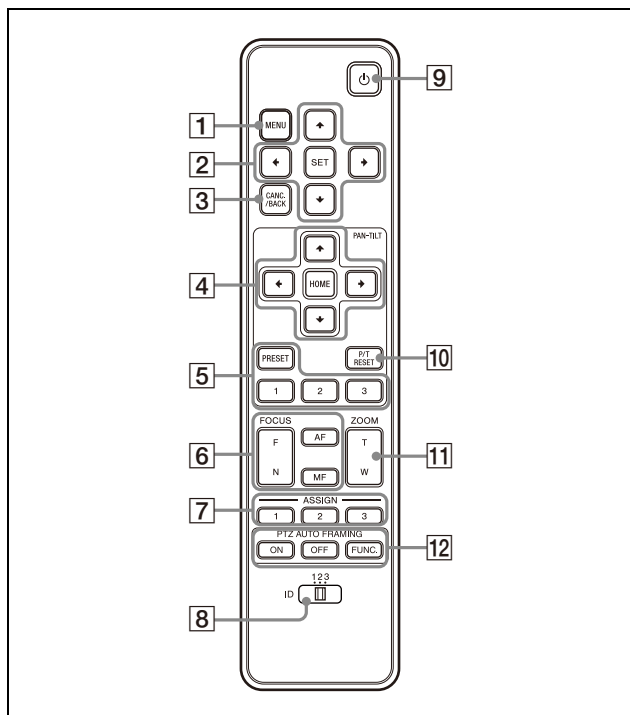 9
1
MENU
2
SET
3
CANC.
/BACK
PAN-TILT
4
HOME
5
PRESET
P/T
RESET
10
1 2 3
FOCUS
ZOOM
6
F
AF
T
11
N
MF
W
ASSIGN
7
1 2 3
PTZ AUTO FRAMING
ON OFF FUNC.
12
1 2 3
ID
8